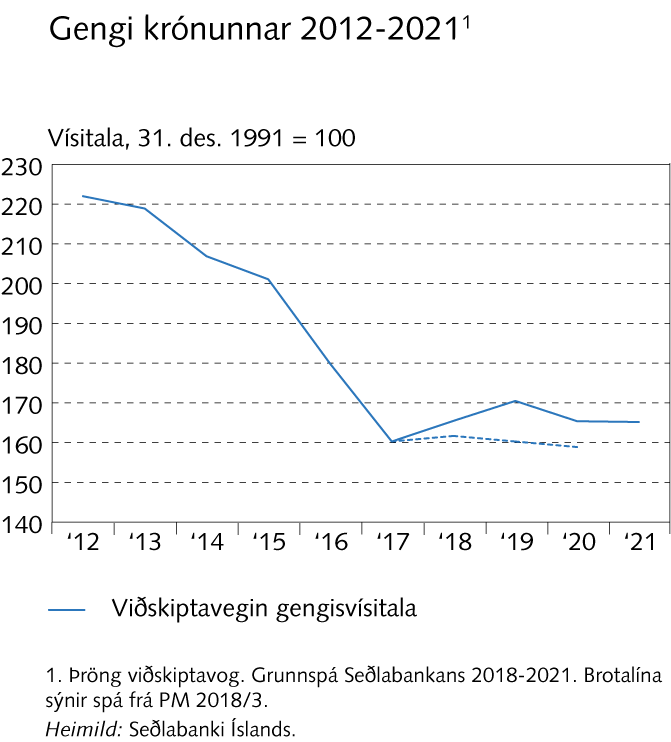 Gengi krónunnar 2012-2021¹
Vísitala, 31. des. 1991 = 100
230
220
210
200
190
180
170
160
150
140
‘12 ‘13 ‘14 ‘15 ‘16 ‘17 ‘18 ‘19 ‘20 ‘21
Viðskiptavegin gengisvísitala
1. Þröng viðskiptavog. Grunnspá Seðlabankans 2018-2021. Brotalína
sýnir spá frá PM 2018/3.
Heimild: Seðlabanki Íslands.